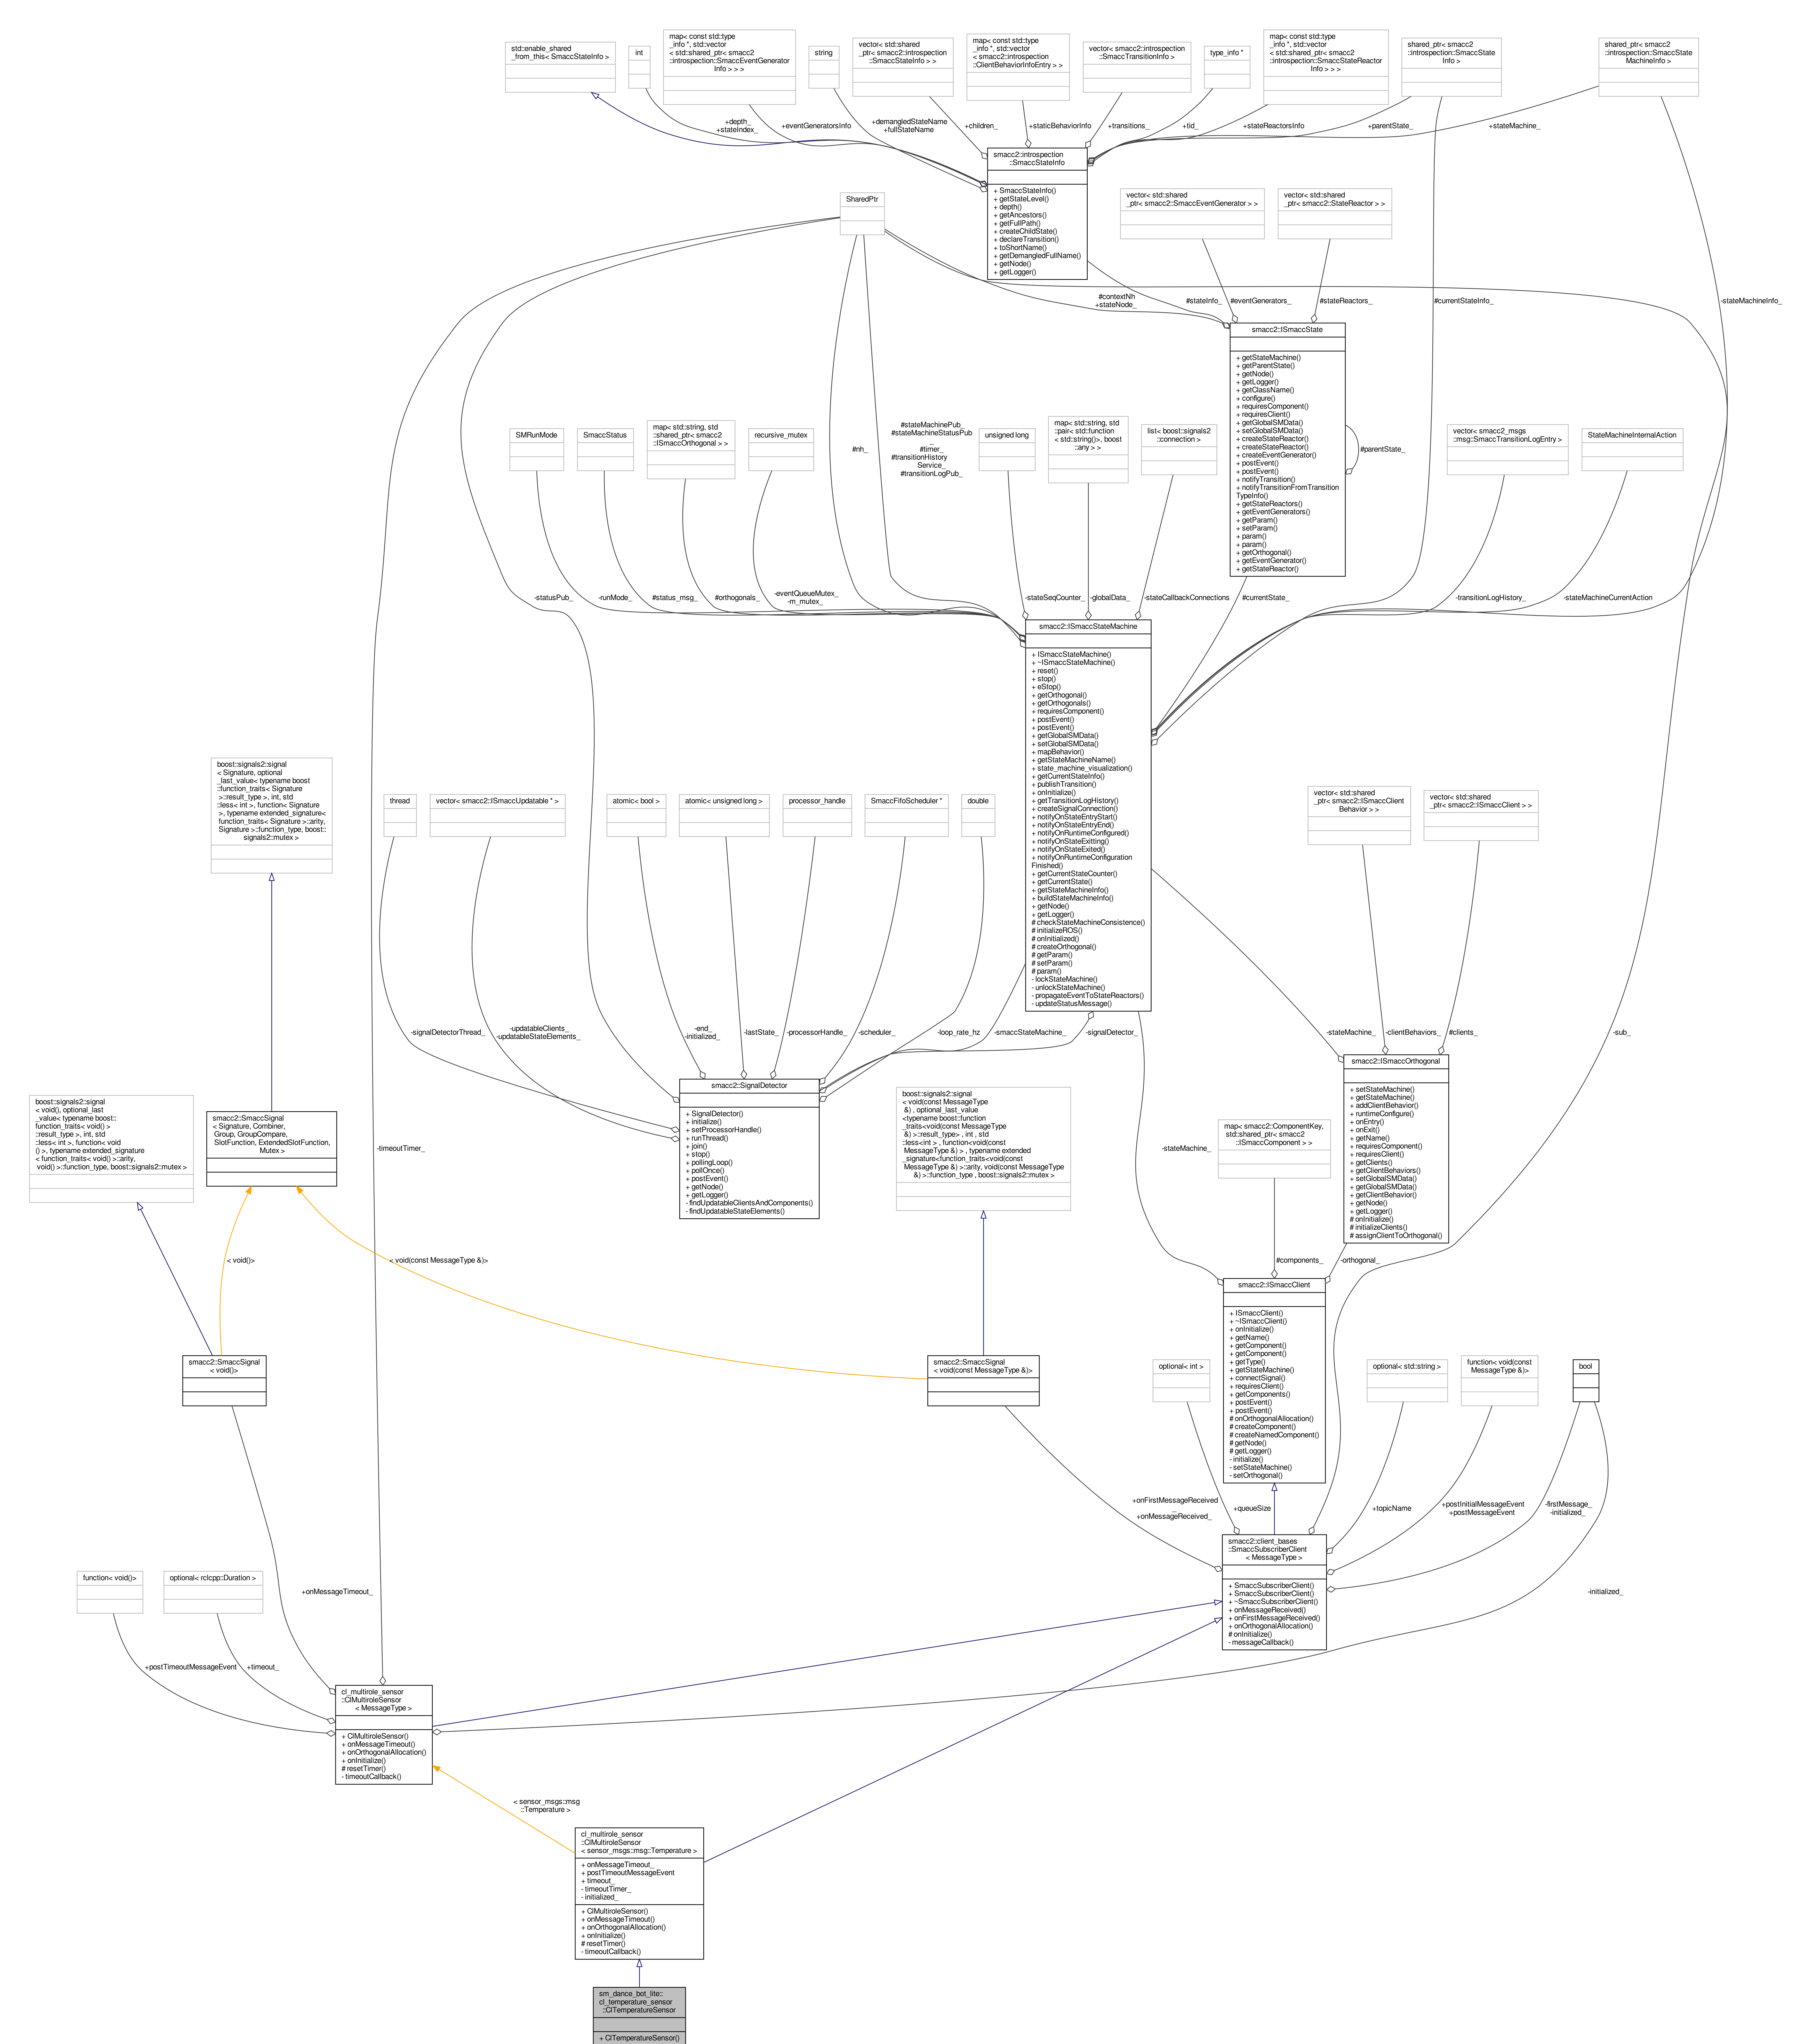 std::enable_shared
_from_this< SmaccStateInfo >
int
map< const std::type
_info *, std::vector
< std::shared_ptr< smacc2
::introspection::SmaccEventGenerator
Info > > >
string
vector< std::shared
_ptr< smacc2::introspection
::SmaccStateInfo > >
map< const std::type
_info *, std::vector
< smacc2::introspection
::ClientBehaviorInfoEntry > >
vector< smacc2::introspection
::SmaccTransitionInfo >
type_info *
map< const std::type
_info *, std::vector
< std::shared_ptr< smacc2
::introspection::SmaccStateReactor
Info > > >
shared_ptr< smacc2
::introspection::SmaccState
Info >
shared_ptr< smacc2
::introspection::SmaccState
MachineInfo >
+depth_
+stateIndex_
+eventGeneratorsInfo
+demangledStateName
+fullStateName
+children_
+staticBehaviorInfo
+transitions_
+tid_
+stateReactorsInfo
+parentState_
+stateMachine_
smacc2::introspection
::SmaccStateInfo
+ SmaccStateInfo()
+ getStateLevel()
+ depth()
+ getAncestors()
+ getFullPath()
+ createChildState()
+ declareTransition()
+ toShortName()
+ getDemangledFullName()
+ getNode()
+ getLogger()
SharedPtr
vector< std::shared
_ptr< smacc2::SmaccEventGenerator > >
vector< std::shared
_ptr< smacc2::StateReactor > >
#contextNh
+stateNode_
#stateInfo_
#eventGenerators_
#stateReactors_
#currentStateInfo_
-stateMachineInfo_
smacc2::ISmaccState
+ getStateMachine()
+ getParentState()
+ getNode()
+ getLogger()
+ getClassName()
+ configure()
+ requiresComponent()
+ requiresClient()
+ getGlobalSMData()
+ setGlobalSMData()
+ createStateReactor()
+ createStateReactor()
+ createEventGenerator()
+ postEvent()
+ postEvent()
+ notifyTransition()
+ notifyTransitionFromTransition
TypeInfo()
+ getStateReactors()
+ getEventGenerators()
+ getParam()
+ setParam()
+ param()
+ param()
+ getOrthogonal()
+ getEventGenerator()
+ getStateReactor()
#parentState_
SMRunMode
SmaccStatus
map< std::string, std
::shared_ptr< smacc2
::ISmaccOrthogonal > >
recursive_mutex
#nh_
#stateMachinePub_
#stateMachineStatusPub
_
#timer_
#transitionHistory
Service_
#transitionLogPub_
unsigned long
map< std::string, std
::pair< std::function
< std::string()>, boost
::any > >
list< boost::signals2
::connection >
vector< smacc2_msgs
::msg::SmaccTransitionLogEntry >
StateMachineInternalAction
-statusPub_
-runMode_
#status_msg_
#orthogonals_
-eventQueueMutex_
-m_mutex_
-stateSeqCounter_
-globalData_
-stateCallbackConnections
#currentState_
-transitionLogHistory_
-stateMachineCurrentAction
smacc2::ISmaccStateMachine
+ ISmaccStateMachine()
+ ~ISmaccStateMachine()
+ reset()
+ stop()
+ eStop()
+ getOrthogonal()
+ getOrthogonals()
+ requiresComponent()
+ postEvent()
+ postEvent()
+ getGlobalSMData()
+ setGlobalSMData()
+ mapBehavior()
+ getStateMachineName()
+ state_machine_visualization()
+ getCurrentStateInfo()
+ publishTransition()
+ onInitialize()
+ getTransitionLogHistory()
+ createSignalConnection()
+ notifyOnStateEntryStart()
+ notifyOnStateEntryEnd()
+ notifyOnRuntimeConfigured()
+ notifyOnStateExitting()
+ notifyOnStateExited()
+ notifyOnRuntimeConfiguration
Finished()
+ getCurrentStateCounter()
+ getCurrentState()
+ getStateMachineInfo()
+ buildStateMachineInfo()
+ getNode()
+ getLogger()
# checkStateMachineConsistence()
# initializeROS()
# onInitialized()
# createOrthogonal()
# getParam()
# setParam()
# param()
- lockStateMachine()
- unlockStateMachine()
- propagateEventToStateReactors()
- updateStatusMessage()
boost::signals2::signal
< Signature, optional
_last_value< typename boost
::function_traits< Signature
>::result_type >, int, std
::less< int >, function< Signature
>, typename extended_signature<
function_traits< Signature >::arity,
Signature >::function_type, boost::
signals2::mutex >
thread
vector< smacc2::ISmaccUpdatable * >
atomic< bool >
atomic< unsigned long >
processor_handle
SmaccFifoScheduler *
double
vector< std::shared
_ptr< smacc2::ISmaccClient
Behavior > >
vector< std::shared
_ptr< smacc2::ISmaccClient > >
-signalDetectorThread_
-updatableClients_
-updatableStateElements_
-end_
-initialized_
-lastState_
-processorHandle_
-scheduler_
-loop_rate_hz
-smaccStateMachine_
-signalDetector_
-stateMachine_
-clientBehaviors_
#clients_
-sub_
smacc2::SignalDetector
+ SignalDetector()
+ initialize()
+ setProcessorHandle()
+ runThread()
+ join()
+ stop()
+ pollingLoop()
+ pollOnce()
+ postEvent()
+ getNode()
+ getLogger()
- findUpdatableClientsAndComponents()
- findUpdatableStateElements()
smacc2::ISmaccOrthogonal
+ setStateMachine()
+ getStateMachine()
+ addClientBehavior()
+ runtimeConfigure()
+ onEntry()
+ onExit()
+ getName()
+ requiresComponent()
+ requiresClient()
+ getClients()
+ getClientBehaviors()
+ setGlobalSMData()
+ getGlobalSMData()
+ getClientBehavior()
+ getNode()
+ getLogger()
# onInitialize()
# initializeClients()
# assignClientToOrthogonal()
boost::signals2::signal
< void(), optional_last
_value< typename boost::
function_traits< void() >
::result_type >, int, std
::less< int >, function< void
() >, typename extended_signature
< function_traits< void() >::arity,
void() >::function_type, boost::signals2::mutex >
smacc2::SmaccSignal
< Signature, Combiner,
Group, GroupCompare,
SlotFunction, ExtendedSlotFunction,
Mutex >
-timeoutTimer_
boost::signals2::signal
< void(const MessageType
&) , optional_last_value
<typename boost::function
_traits<void(const MessageType
&) >::result_type> , int , std
::less<int > , function<void(const
MessageType &) > , typename extended
_signature<function_traits<void(const
MessageType &) >::arity, void(const MessageType
&) >::function_type , boost::signals2::mutex >
-stateMachine_
map< smacc2::ComponentKey,
std::shared_ptr< smacc2
::ISmaccComponent > >
< void()>
< void(const MessageType &)>
#components_
-orthogonal_
smacc2::ISmaccClient
+ ISmaccClient()
+ ~ISmaccClient()
+ onInitialize()
+ getName()
+ getComponent()
+ getComponent()
+ getType()
+ getStateMachine()
+ connectSignal()
+ requiresClient()
+ getComponents()
+ postEvent()
+ postEvent()
# onOrthogonalAllocation()
# createComponent()
# createNamedComponent()
# getNode()
# getLogger()
- initialize()
- setStateMachine()
- setOrthogonal()
smacc2::SmaccSignal
< void()>
smacc2::SmaccSignal
< void(const MessageType &)>
optional< int >
optional< std::string >
function< void(const
MessageType &)>
bool
+onFirstMessageReceived
_
+onMessageReceived_
+queueSize
+topicName
+postInitialMessageEvent
+postMessageEvent
-firstMessage_
-initialized_
smacc2::client_bases
::SmaccSubscriberClient
< MessageType >
+ SmaccSubscriberClient()
+ SmaccSubscriberClient()
+ ~SmaccSubscriberClient()
+ onMessageReceived()
+ onFirstMessageReceived()
+ onOrthogonalAllocation()
# onInitialize()
- messageCallback()
function< void()>
optional< rclcpp::Duration >
+onMessageTimeout_
-initialized_
+postTimeoutMessageEvent
+timeout_
cl_multirole_sensor
::ClMultiroleSensor
< MessageType >
+ ClMultiroleSensor()
+ onMessageTimeout()
+ onOrthogonalAllocation()
+ onInitialize()
# resetTimer()
- timeoutCallback()
< sensor_msgs::msg
::Temperature >
cl_multirole_sensor
::ClMultiroleSensor
< sensor_msgs::msg::Temperature >
+ onMessageTimeout_
+ postTimeoutMessageEvent
+ timeout_
- timeoutTimer_
- initialized_
+ ClMultiroleSensor()
+ onMessageTimeout()
+ onOrthogonalAllocation()
+ onInitialize()
# resetTimer()
- timeoutCallback()
sm_dance_bot_lite::
cl_temperature_sensor
::ClTemperatureSensor
+ ClTemperatureSensor()